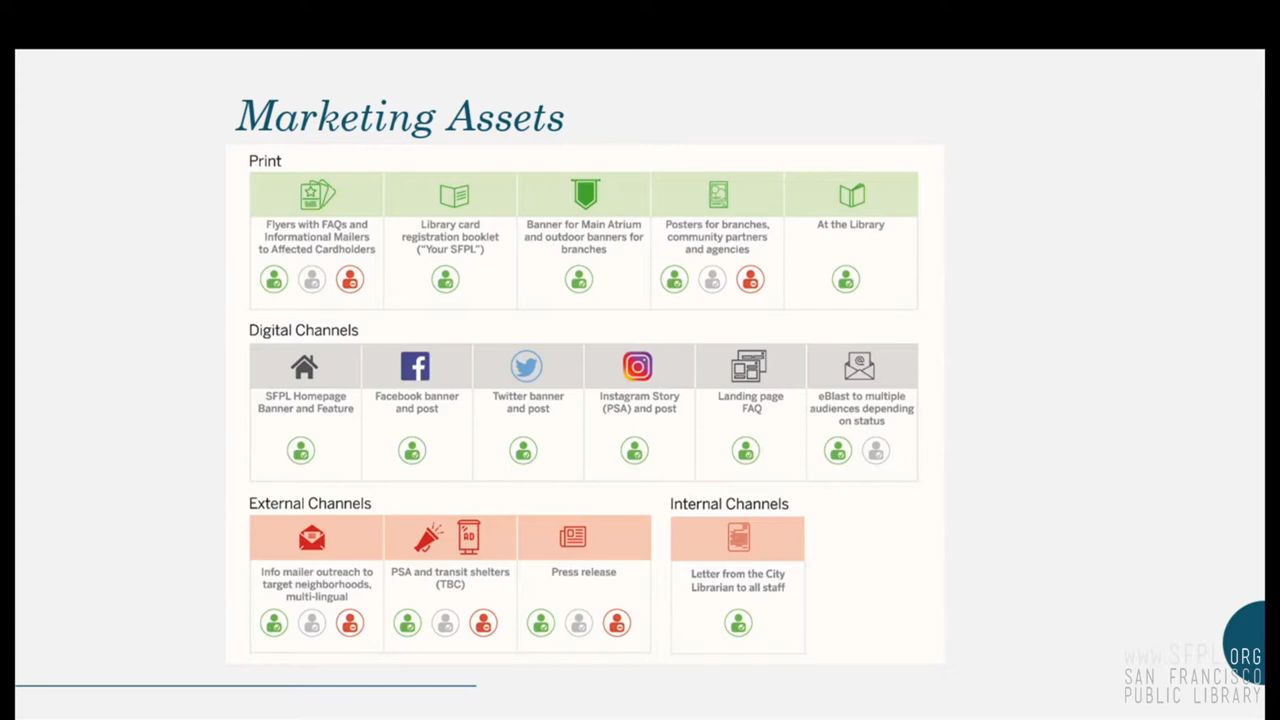 Marketing Assets
Print
Flyers with FAQs and
Informational Mailers
to Affected Cardholders
Library card
registration booklet
("Your SFPL")
Banner for Main Atrium
and outdoor banners for
branches
Posters for branches,
community partners
and agencies
At the Library
Digital Channels
SFPL Homepage
Banner and Feature
Facebook banner
and post
Twitter banner
and post
Instagram Story
(PSA) and post
Landing page
FAQ
eBlast to multiple
audiences depending
on status
External Channels
Info mailer outreach to
target neighborhoods,
multi-lingual
AD
PSA and transit shelters
(TBC)
Press release
Internal Channels
Letter from the City
Librarian to all staff
WWW.SFPL.ORG
SAN FRANCISCO
PUBLIC LIBRARY